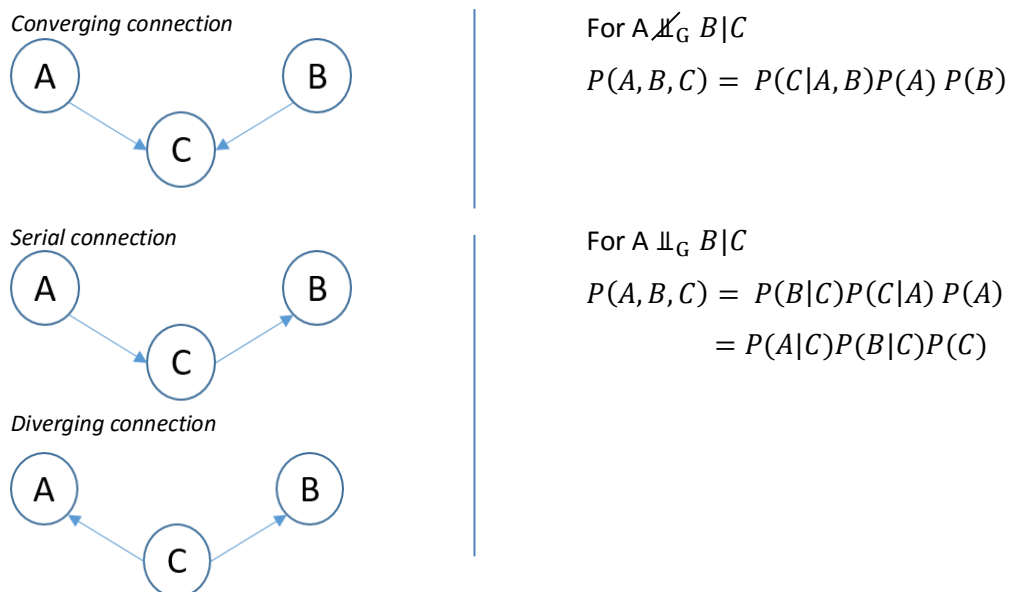 Converging connection
A
B
C
For A ⫫̸_G B|C
P(A, B, C) = P(C|A, B)P(A) P(B)
Serial connection
A
B
C
For A ⫫_G B|C
P(A, B, C) = P(B|C)P(C|A) P(A)
= P(A|C)P(B|C)P(C)
Diverging connection
A
B
C